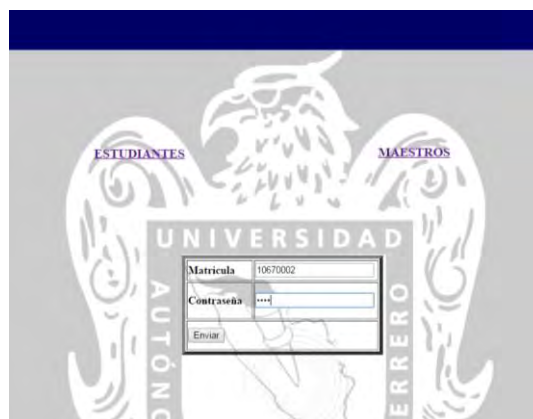 ESTUDIANTES
MAESTROS
UNIVERSIDAD
Matricula 10670002
Contraseña ••••
Enviar
AUTÓNO
ERRERO